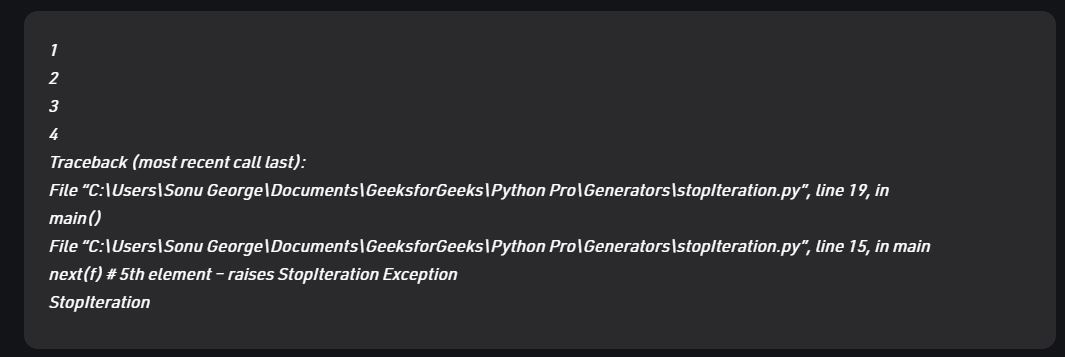 1
2
3
4
Traceback (most recent call last):
File “C:\Users\Sonu George\Documents\GeeksforGeeks\Python Pro\Generators\stopIteration.py”, line 19, in
main()
File “C:\Users\Sonu George\Documents\GeeksforGeeks\Python Pro\Generators\stopIteration.py”, line 15, in main
next(f) # 5th element – raises StopIteration Exception
StopIteration